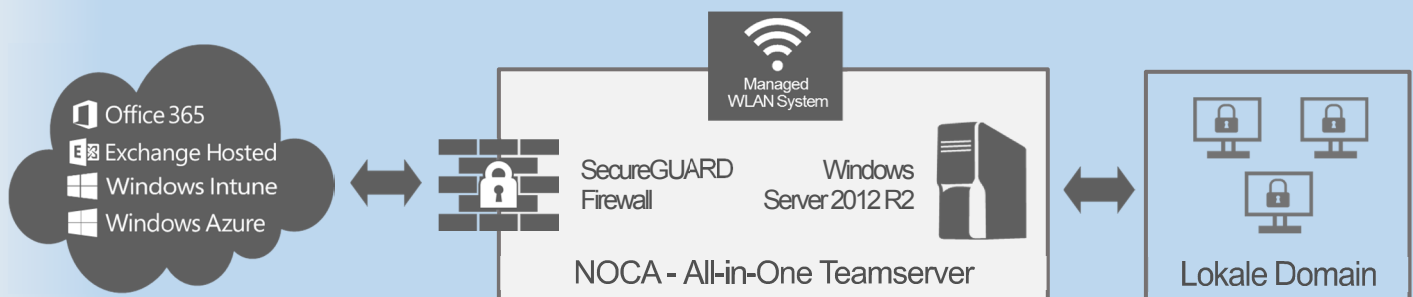 Office 365
Exchange Hosted
Windows Intune
Windows Azure
Managed
WLAN System
SecureGUARD
Firewall
Windows
Server 2012 R2
NOCA - All-in-One Teamserver
Lokale Domain